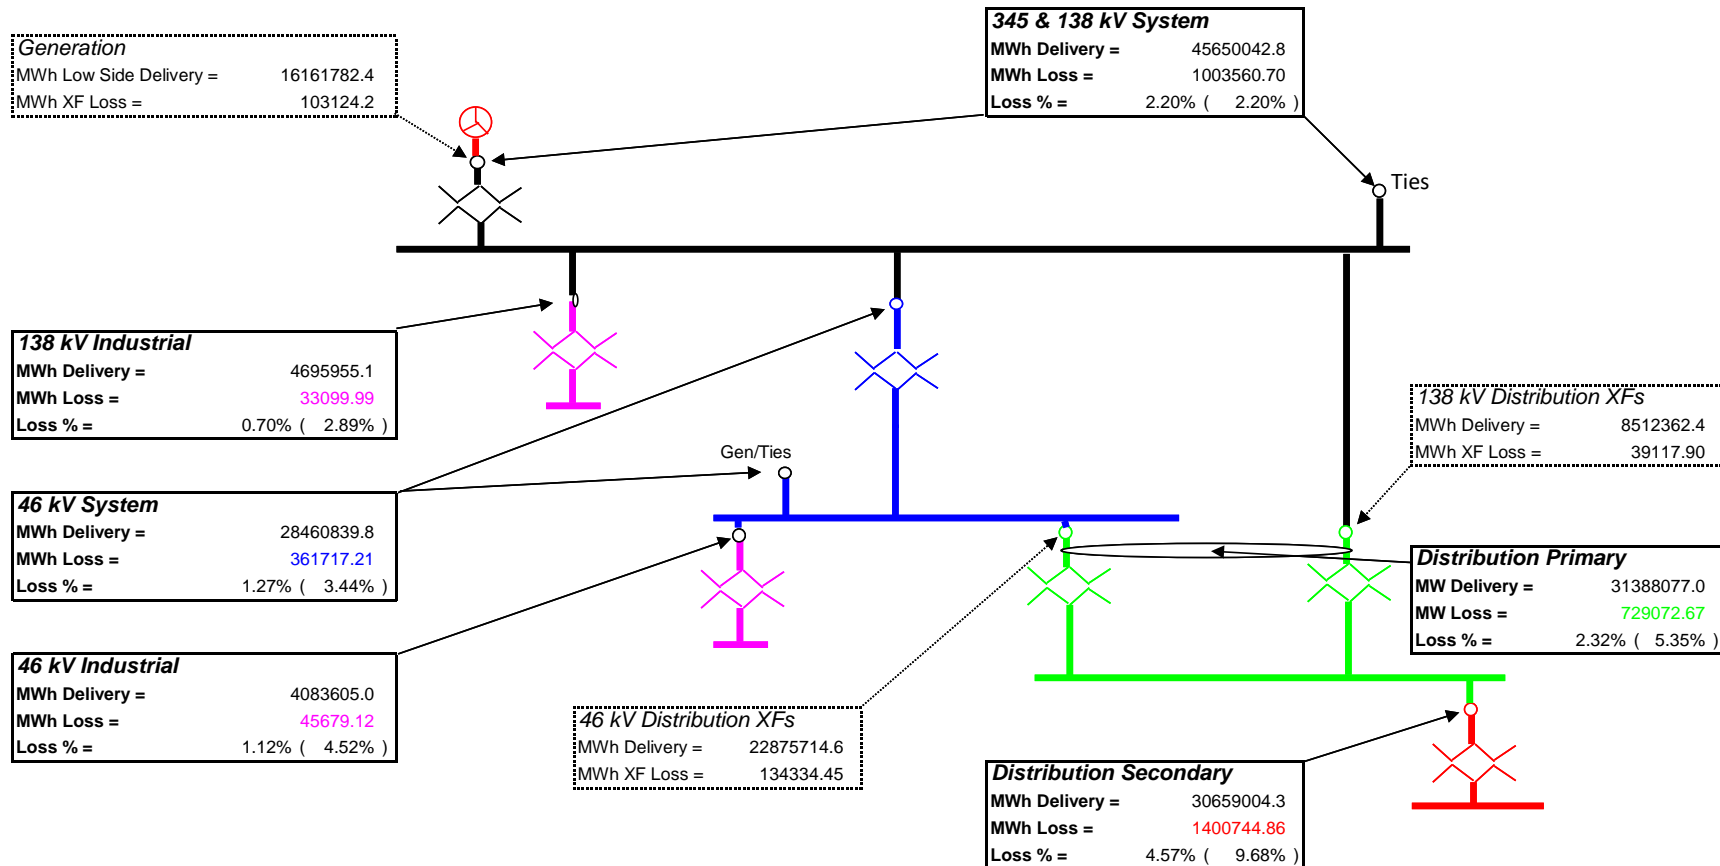 345 & 138 kV System
MWh Delivery = 45650042.8
MWh Loss = 1003560.70
Loss % = 2.20% ( 2.20% )
Generation
MWh Low Side Delivery = 16161782.4
MWh XF Loss = 103124.2
Ties
138 kV Industrial
MWh Delivery = 4695955.1
MWh Loss = 33099.99
Loss % = 0.70% ( 2.89% )
138 kV Distribution XFs
MWh Delivery = 8512362.4
MWh XF Loss = 39117.90
Gen/Ties
46 kV System
MWh Delivery = 28460839.8
MWh Loss = 361717.21
Loss % = 1.27% ( 3.44% )
Distribution Primary
MW Delivery = 31388077.0
MW Loss = 729072.67
Loss % = 2.32% ( 5.35% )
46 kV Industrial
MWh Delivery = 4083605.0
MWh Loss = 45679.12
Loss % = 1.12% ( 4.52% )
46 kV Distribution XFs
MWh Delivery = 22875714.6
MWh XF Loss = 134334.45
Distribution Secondary
MWh Delivery = 30659004.3
MWh Loss = 1400744.86
Loss % = 4.57% ( 9.68% )